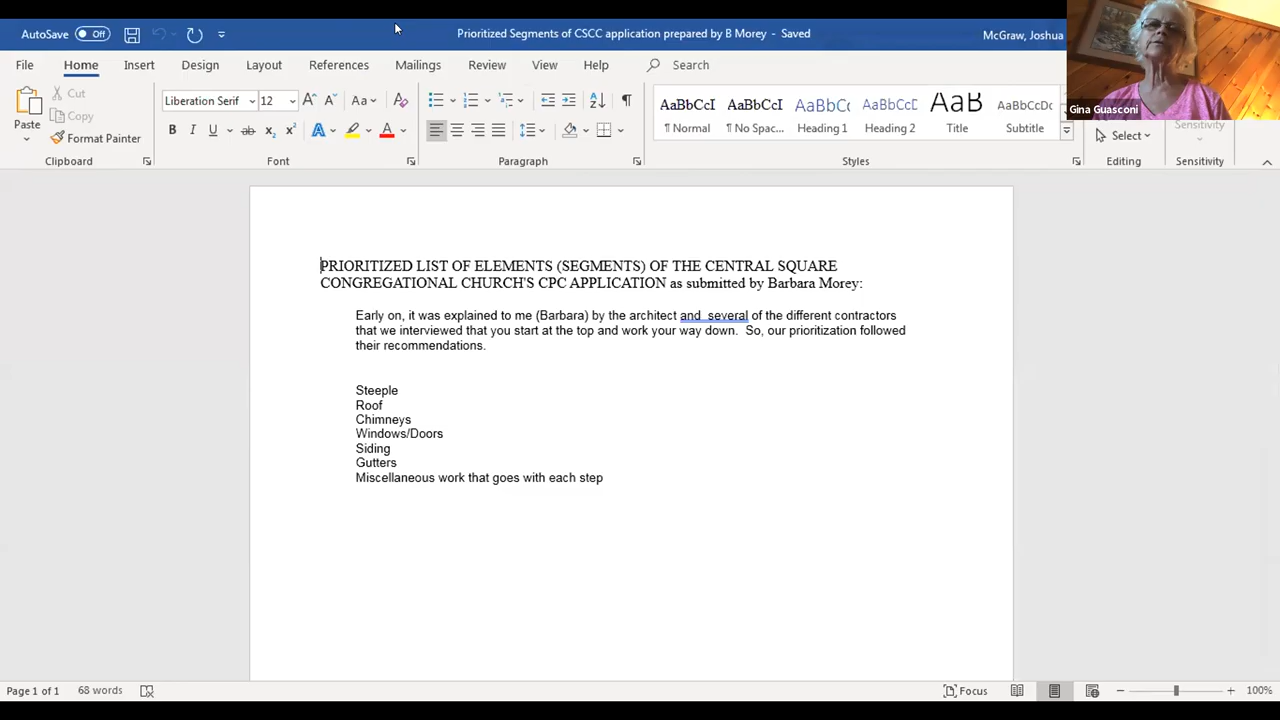 AutoSave Off
Prioritized Segments of CSCC application prepared by B Morey - Saved
McGraw, Joshua
File Home Insert Design Layout References Mailings Review View Help Search
Gina Guasconi
Paste
Cut
Copy
Format Painter
Clipboard
Liberation Serif 12
Font
Paragraph
AaBbCcI AaBbCcI AaBbCc AaBbCcD AaB AaBbCcDc
¶ Normal ¶ No Spac... Heading 1 Heading 2 Title Subtitle
Styles
Select
Editing
Sensitivity
Sensitivity
PRIORITIZED LIST OF ELEMENTS (SEGMENTS) OF THE CENTRAL SQUARE
CONGREGATIONAL CHURCH'S CPC APPLICATION as submitted by Barbara Morey:
Early on, it was explained to me (Barbara) by the architect and  several of the different contractors
that we interviewed that you start at the top and work your way down.  So, our prioritization followed
their recommendations.
Steeple
Roof
Chimneys
Windows/Doors
Siding
Gutters
Miscellaneous work that goes with each step
Page 1 of 1 68 words Focus 100%